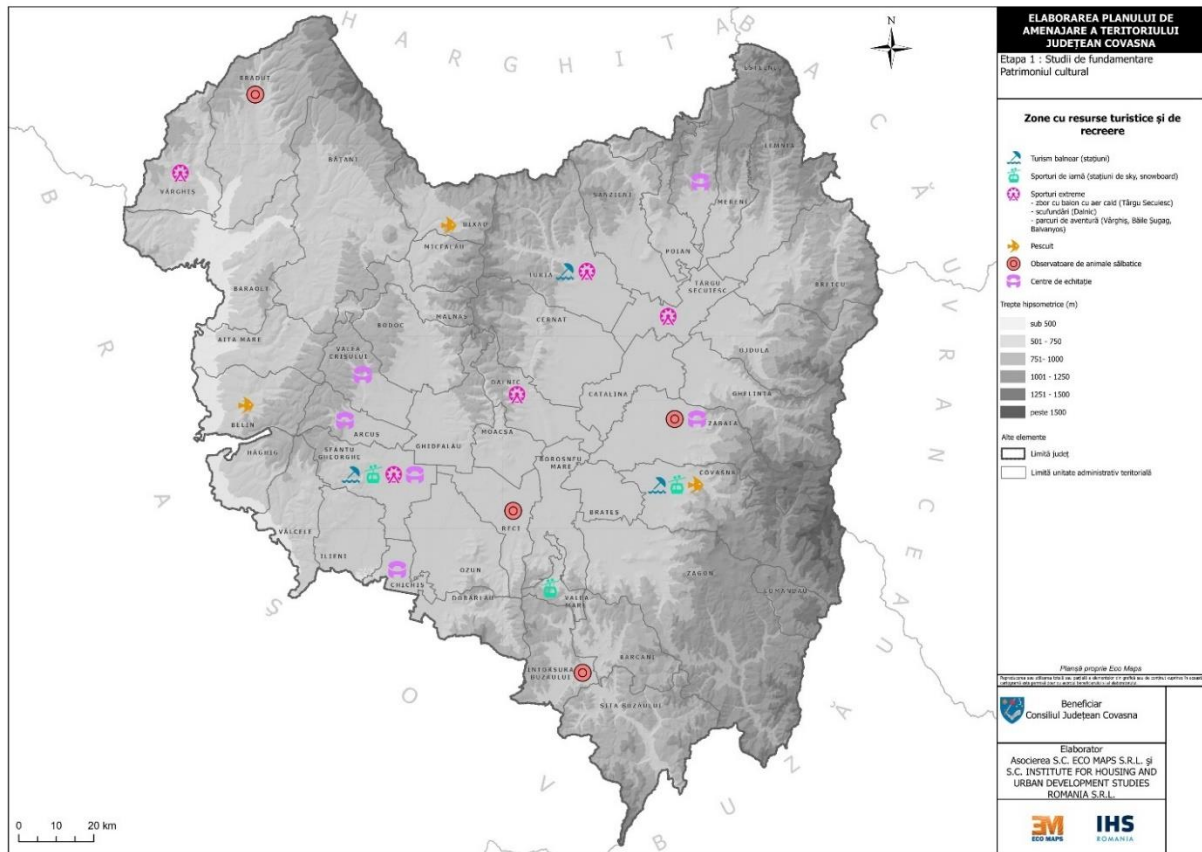 ELABORAREA PLANULUI DE
AMENAJARE A TERITORIULUI
JUDEȚEAN COVASNA
Etapa 1 : Studii de fundamentare
Patrimoniul cultural
Zone cu resurse turistice și de
recreere
Turism balnear (stațiuni)
Sporturi de iarnă (stațiuni de sky, snowboard)
Sporturi extreme
- zbor cu balon cu aer cald (Târgu Secuiesc)
- scufundări (Dalnic)
- parcuri de aventură (Vârghiș, Băile Șugaș,
Balvanyos)
Pescuit
Observatoare de animale sălbatice
Centre de echitație
Trepte hipsometrice (m)
sub 500
501 - 750
751- 1000
1001 - 1250
1251 - 1500
peste 1500
Alte elemente
Limită județ
Limită unitate administrativ teritorială
Planșă proprie Eco Maps
Beneficiar
Consiliul Județean Covasna
Elaborator
Asocierea S.C. ECO MAPS S.R.L. și
S.C. INSTITUTE FOR HOUSING AND
URBAN DEVELOPMENT STUDIES
ROMANIA S.R.L.
EM
ECO MAPS
IHS
ROMANIA
N
HARGHITA
BACĂU
VRANCEA
BUZĂU
BRAȘOV
BRĂDUȚ
BĂȚANI
VÂRGHIȘ
BIXAD
MICFALĂU
BARAOLT
AITA MARE
BODOC
MALNAȘ
VALEA
CRIȘULUI
BELIN
HĂGHIG
ARCUȘ
SFÂNTU
GHEORGHE
GHIDFALĂU
VÂLCELE
ILIENI
CHICHIȘ
OZUN
DOBÂRLĂU
RECI
MOACȘA
DALNIC
CERNAT
TURIA
SÂNZIENI
POIAN
MERENI
LEMNIA
TÂRGU
SECUIESC
BREȚCU
OJDULA
GHELINȚA
CATALINA
ZĂBALA
COVASNA
BOROȘNEU
MARE
BRATEȘ
ZAGON
COMANDĂU
VALEA
MARE
BARCANI
ÎNTORSURA
BUZĂULUI
SITA BUZĂULUI
0 10 20 km